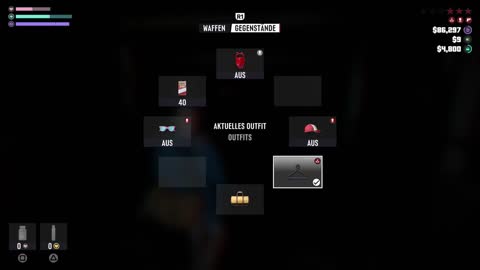 R1
WAFFEN GEGENSTÄNDE
$86,297
$9
$4,800
AUS
40
AUS
AKTUELLES OUTFIT
OUTFITS
AUS
0
0